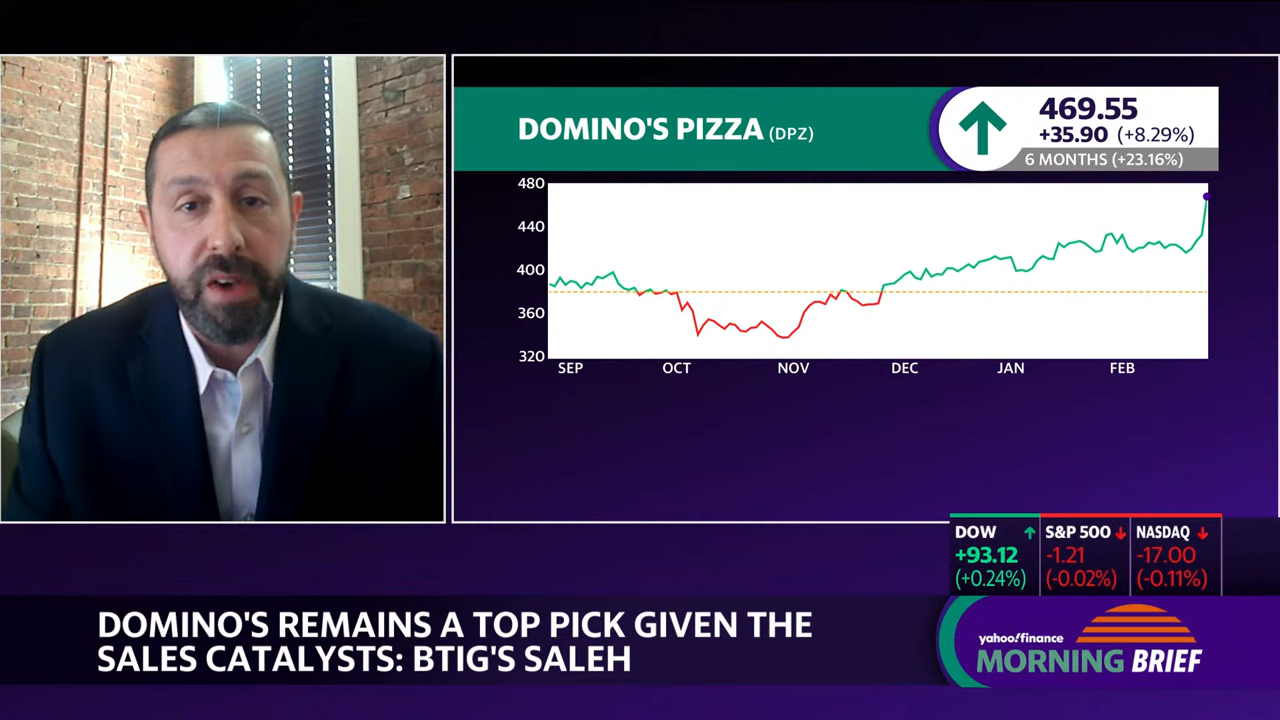 DOMINO'S PIZZA (DPZ)
469.55
+35.90 (+8.29%)
6 MONTHS (+23.16%)
480
440
400
360
320
SEP OCT NOV DEC JAN FEB
DOW S&P 500 NASDAQ
+93.12 -1.21 -17.00
(+0.24%) (-0.02%) (-0.11%)
DOMINO'S REMAINS A TOP PICK GIVEN THE
SALES CATALYSTS: BTIG'S SALEH
yahoo!finance
MORNING BRIEF